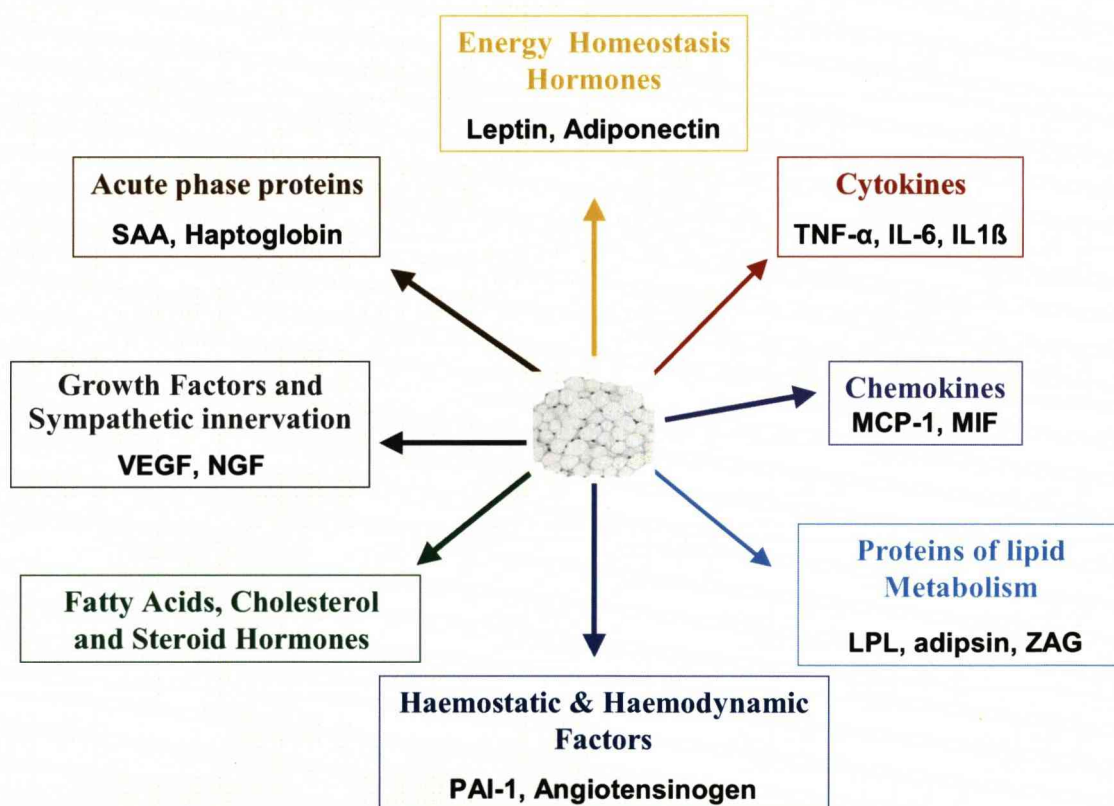 Energy Homeostasis
Hormones
Leptin, Adiponectin
Acute phase proteins
SAA, Haptoglobin
Cytokines
TNF-α, IL-6, IL1ß
Growth Factors and
Sympathetic innervation
VEGF, NGF
Chemokines
MCP-1, MIF
Fatty Acids, Cholesterol
and Steroid Hormones
Proteins of lipid
Metabolism
LPL, adipsin, ZAG
Haemostatic & Haemodynamic
Factors
PAI-1, Angiotensinogen